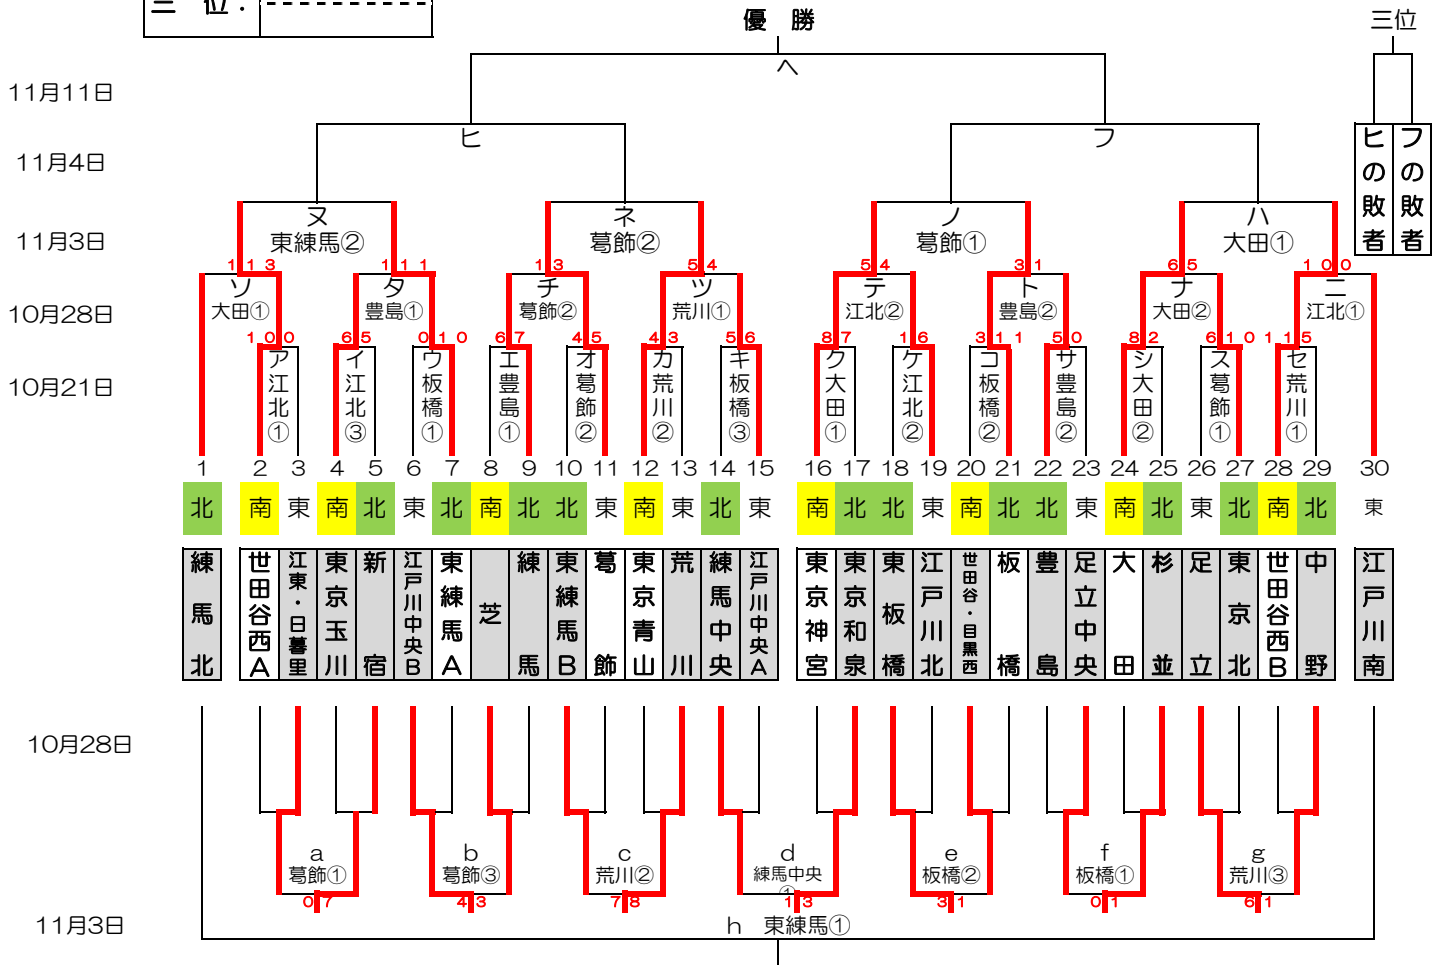 三 位：
優 勝
三位
ヘ
11月11日
ヒ
フ
11月4日
ヒの敗者
フの敗者
ヌ
東練馬②
ネ
葛飾②
ノ
葛飾①
ハ
大田①
11月3日
1 1 3
1 1 1
1 3
5 4
5 4
3 1
6 5
1 0 0
ソ
大田①
タ
豊島①
チ
葛飾②
ツ
荒川①
テ
江北②
ト
豊島②
ナ
大田②
ニ
江北①
10月28日
1 0 0
6 5
0 1 0
6 7
4 5
4 3
5 6
8 7
1 6
3 1 1
5 0
8 2
6 1 0
1 1 5
10月21日
ア江北①
イ江北③
ウ板橋①
エ豊島①
オ葛飾②
カ荒川②
キ板橋③
ク大田①
ケ江北②
コ板橋②
サ豊島②
シ大田②
ス葛飾①
セ荒川①
1 2 3 4 5 6 7 8 9 10 11 12 13 14 15 16 17 18 19 20 21 22 23 24 25 26 27 28 29 30
北 南 東 南 北 東 北 南 北 北 東 南 東 北 東 南 北 北 東 南 北 北 東 南 北 東 北 南 北 東
練馬北
世田谷西A
江東・日暮里
東京玉川
新宿
江戸川中央B
東練馬A
芝
練馬
東練馬B
葛飾
東京青山
荒川
練馬中央
江戸川中央A
東京神宮
東京和泉
東板橋
江戸川北
世田谷・目黒西
板橋
豊島
足立中央
大田
杉並
足立
東京北
世田谷西B
中野
江戸川南
10月28日
a
葛飾①
b
葛飾③
c
荒川②
d
練馬中央①
e
板橋②
f
板橋①
g
荒川③
0 7
4 3
7 8
1 3
3 1
0 1
6 1
11月3日
h 東練馬①